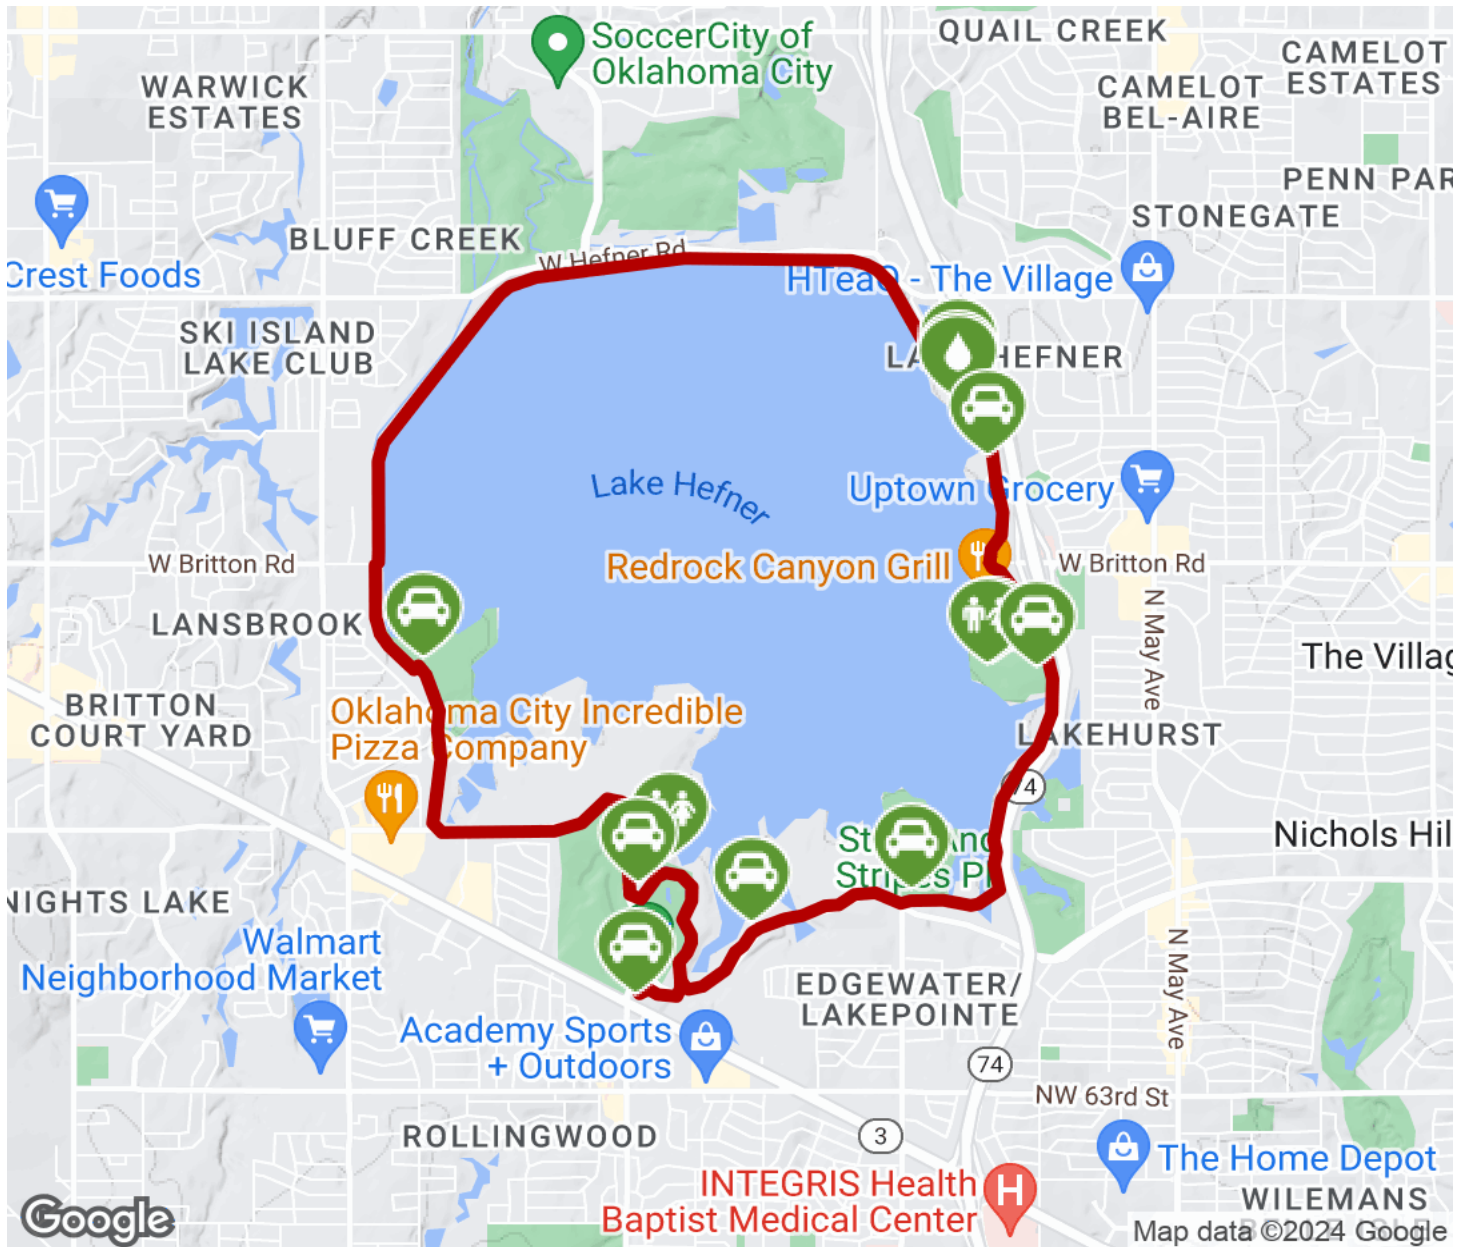 SoccerCity of
Oklahoma City
QUAIL CREEK
CAMELOT
ESTATES
WARWICK
ESTATES
CAMELOT
BEL-AIRE
PENN PAR
STONEGATE
BLUFF CREEK
W Hefner Rd
Crest Foods
HTeaO - The Village
SKI ISLAND
LAKE CLUB
LA HEFNER
Lake Hefner
Uptown Grocery
W Britton Rd
Redrock Canyon Grill
W Britton Rd
LANSBROOK
N May Ave
The Villag
BRITTON
COURT YARD
Oklahoma City Incredible
Pizza Company
LAKEHURST
74
Nichols Hil
St And
Stripes P
NIGHTS LAKE
Walmart
Neighborhood Market
N May Ave
EDGEWATER/
LAKEPOINTE
Academy Sports
+ Outdoors
74
NW 63rd St
ROLLINGWOOD
3
The Home Depot
INTEGRIS Health
Baptist Medical Center
H
WILEMANS
Google
Map data ©2024 Google